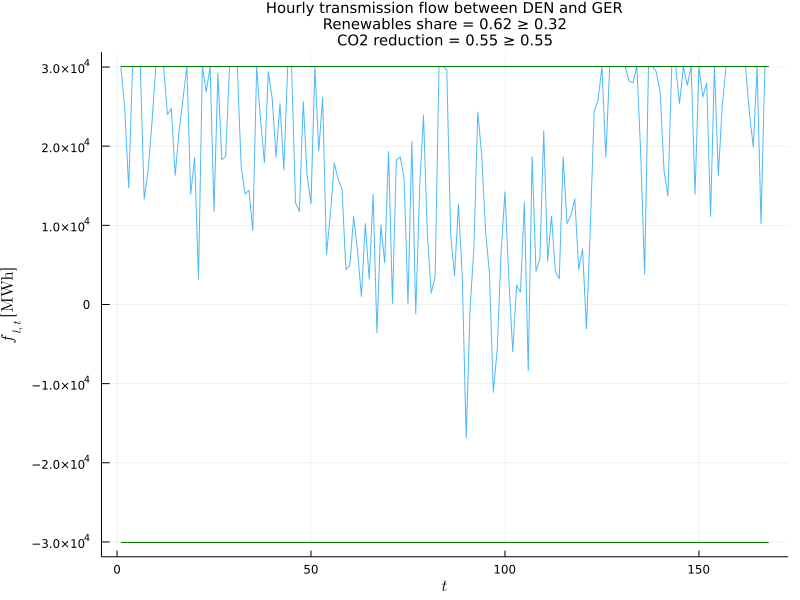 Hourly transmission flow between DEN and GER
Renewables share = 0.62 ≥ 0.32
CO2 reduction = 0.55 ≥ 0.55
3.0×10⁴
2.0×10⁴
1.0×10⁴
0
−1.0×10⁴
−2.0×10⁴
−3.0×10⁴
f l,t [MWh]
0 50 100 150
t